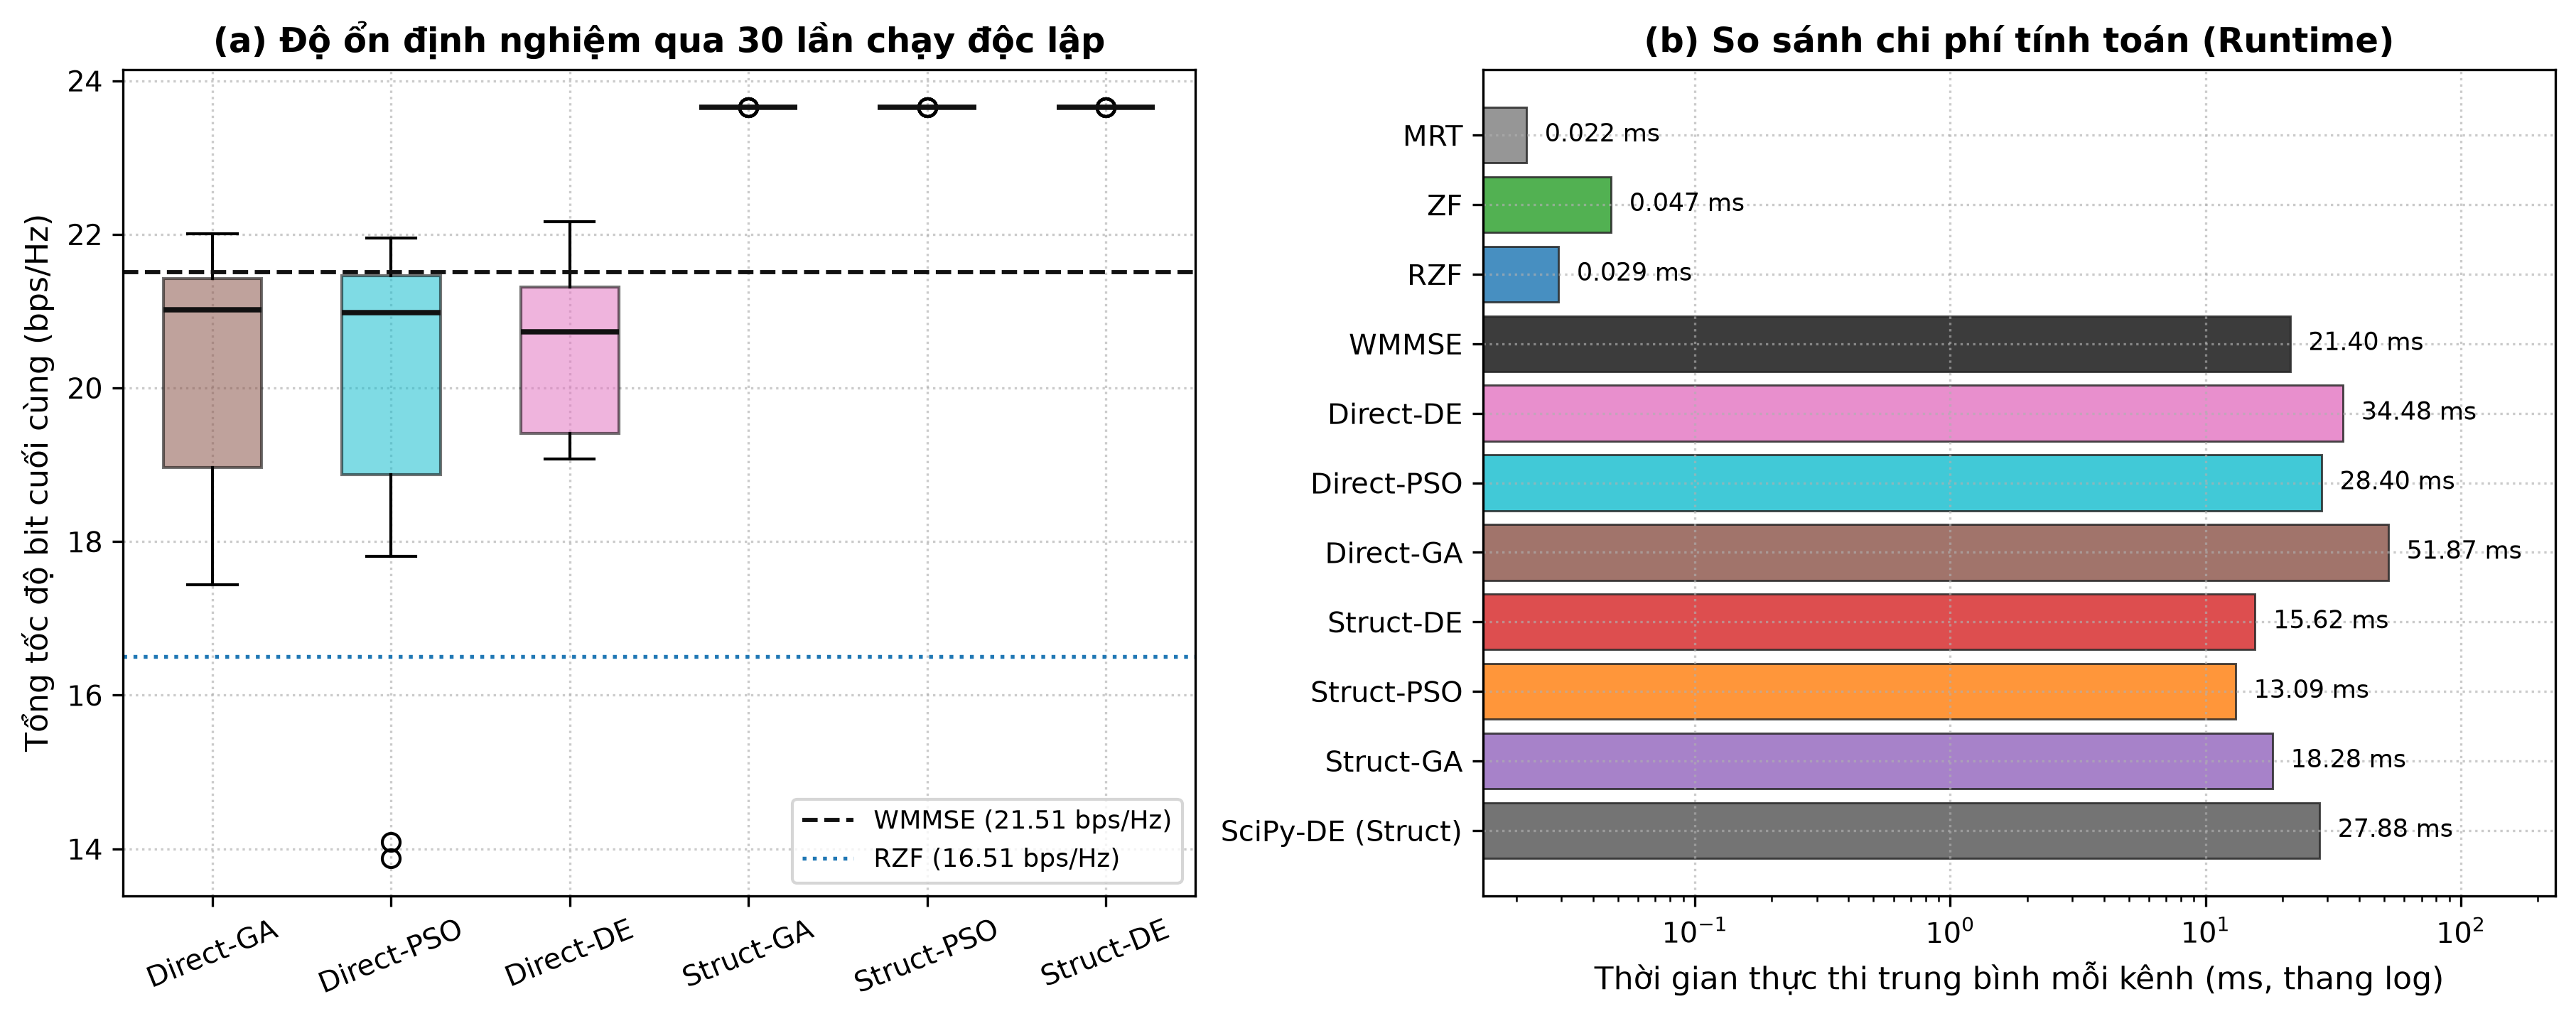 (a) Độ ổn định nghiệm qua 30 lần chạy độc lập
Tổng tốc độ bit cuối cùng (bps/Hz)
24
22
20
18
16
14
WMMSE (21.51 bps/Hz)
RZF (16.51 bps/Hz)
Direct-GA
Direct-PSO
Direct-DE
Struct-GA
Struct-PSO
Struct-DE
(b) So sánh chi phí tính toán (Runtime)
MRT 0.022 ms
ZF 0.047 ms
RZF 0.029 ms
WMMSE 21.40 ms
Direct-DE 34.48 ms
Direct-PSO 28.40 ms
Direct-GA 51.87 ms
Struct-DE 15.62 ms
Struct-PSO 13.09 ms
Struct-GA 18.28 ms
SciPy-DE (Struct) 27.88 ms
10⁻¹ 10⁰ 10¹ 10²
Thời gian thực thi trung bình mỗi kênh (ms, thang log)